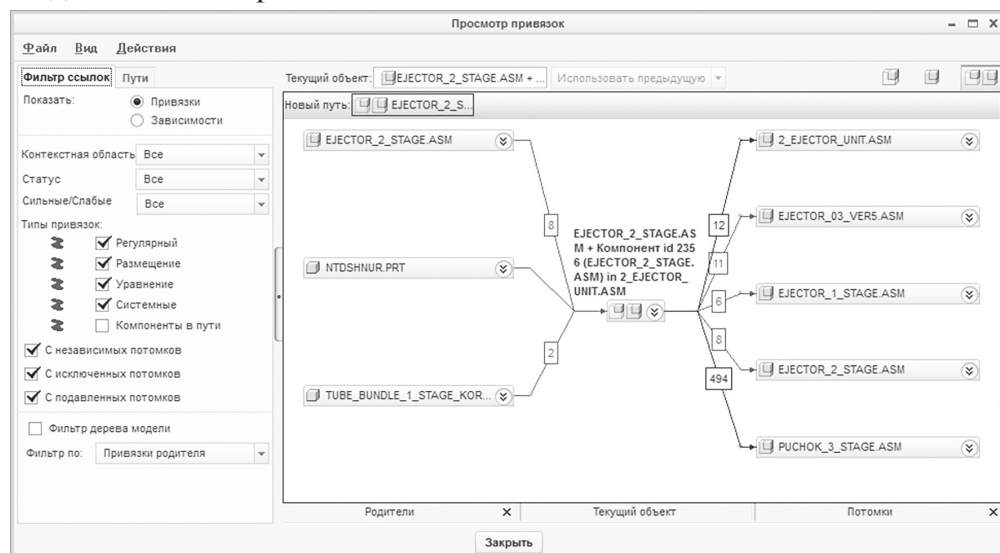 Просмотр привязок
Файл Вид Действия
Фильтр ссылок Пути
Показать: Привязки
Зависимости
Контекстная область Все
Статус Все
Сильные/Слабые Все
Типы привязок:
Регулярный
Размещение
Уравнение
Системные
Компоненты в пути
С независимых потомков
С исключенных потомков
С подавленных потомков
Фильтр дерева модели
Фильтр по: Привязки родителя
Текущий объект: EJECTOR_2_STAGE.ASM + ... Использовать предыдущую
Новый путь: EJECTOR_2_S...
EJECTOR_2_STAGE.ASM
NTDSHNUR.PRT
TUBE_BUNDLE_1_STAGE_KOR...
8
2
EJECTOR_2_STAGE.AS
M + Компонент id 235
6 (EJECTOR_2_STAGE.
ASM) in 2_EJECTOR_
UNIT.ASM
12
11
6
8
494
2_EJECTOR_UNIT.ASM
EJECTOR_03_VER5.ASM
EJECTOR_1_STAGE.ASM
EJECTOR_2_STAGE.ASM
PUCHOK_3_STAGE.ASM
Родители Текущий объект Потомки
Закрыть